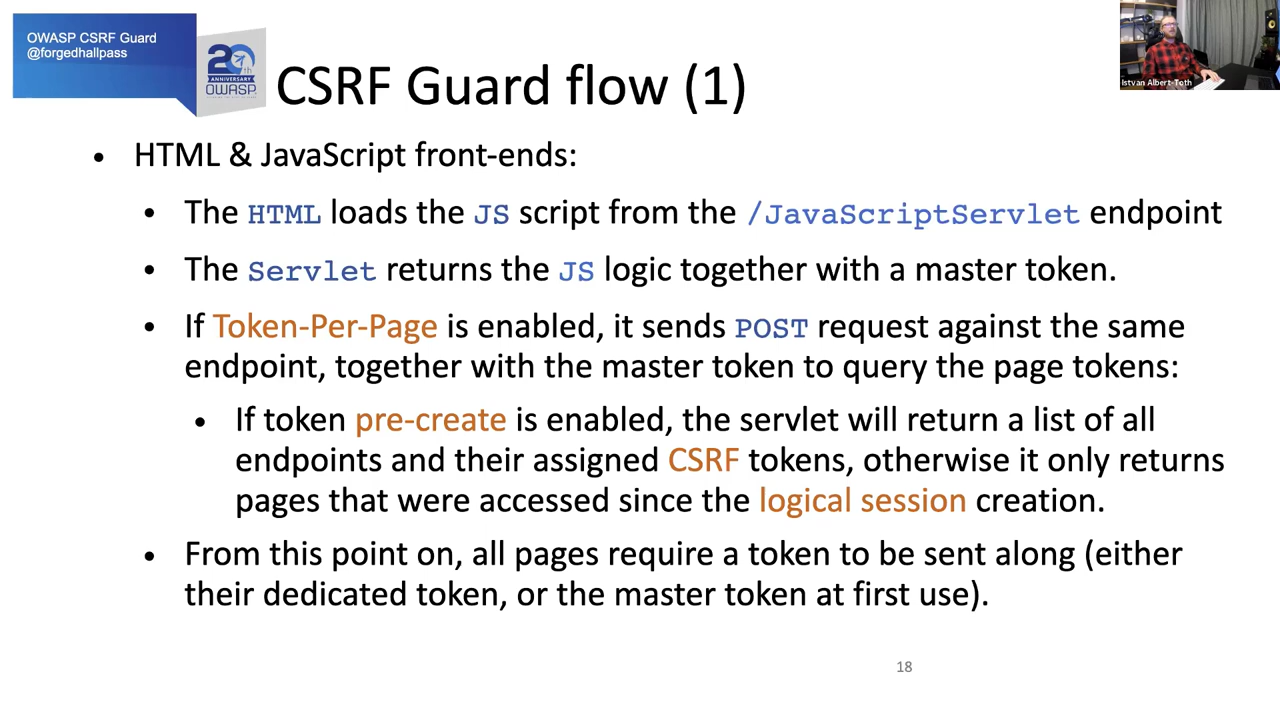 OWASP CSRF Guard
@forgedhallpass
20th
ANNIVERSARY
OWASP
CSRF Guard flow (1)
Istvan Albert-Toth
• HTML & JavaScript front-ends:
• The HTML loads the JS script from the /JavaScriptServlet endpoint
• The Servlet returns the JS logic together with a master token.
• If Token-Per-Page is enabled, it sends POST request against the same
endpoint, together with the master token to query the page tokens:
• If token pre-create is enabled, the servlet will return a list of all
endpoints and their assigned CSRF tokens, otherwise it only returns
pages that were accessed since the logical session creation.
• From this point on, all pages require a token to be sent along (either
their dedicated token, or the master token at first use).
18